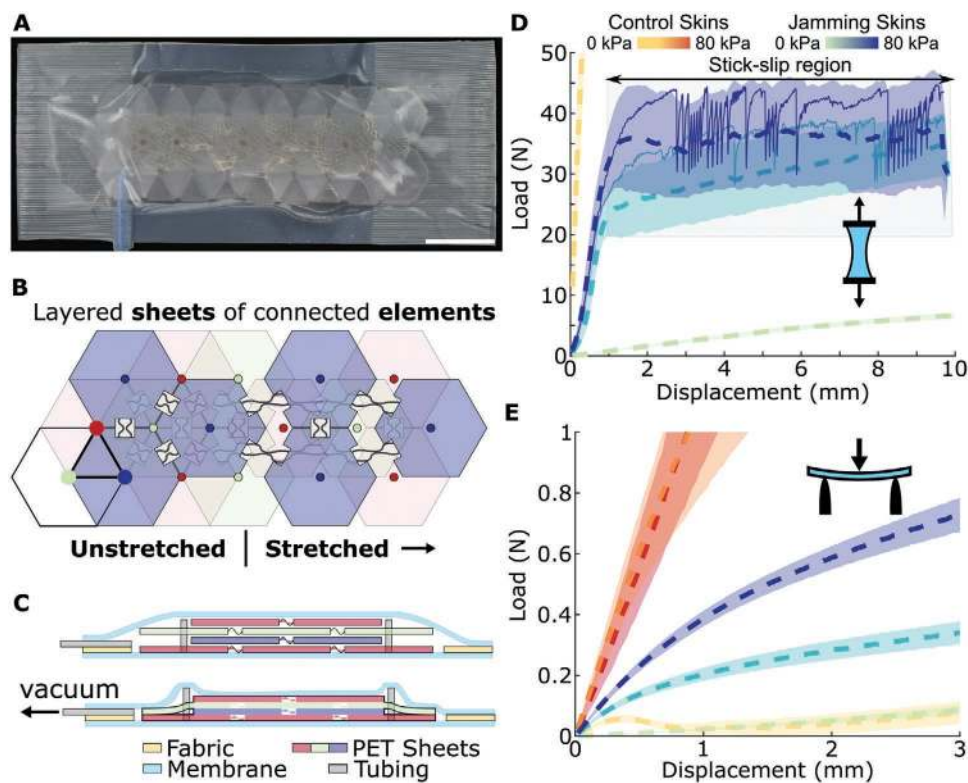 A
B
Layered sheets of connected elements
Unstretched
Stretched
C
vacuum
Fabric
PET Sheets
Membrane
Tubing
D
Control Skins
Jamming Skins
0 kPa
80 kPa
0 kPa
80 kPa
Stick-slip region
50
40
30
20
10
0
Load (N)
0
2
4
6
8
10
Displacement (mm)
E
1
0.8
0.6
0.4
0.2
0
Load (N)
0
1
2
3
Displacement (mm)